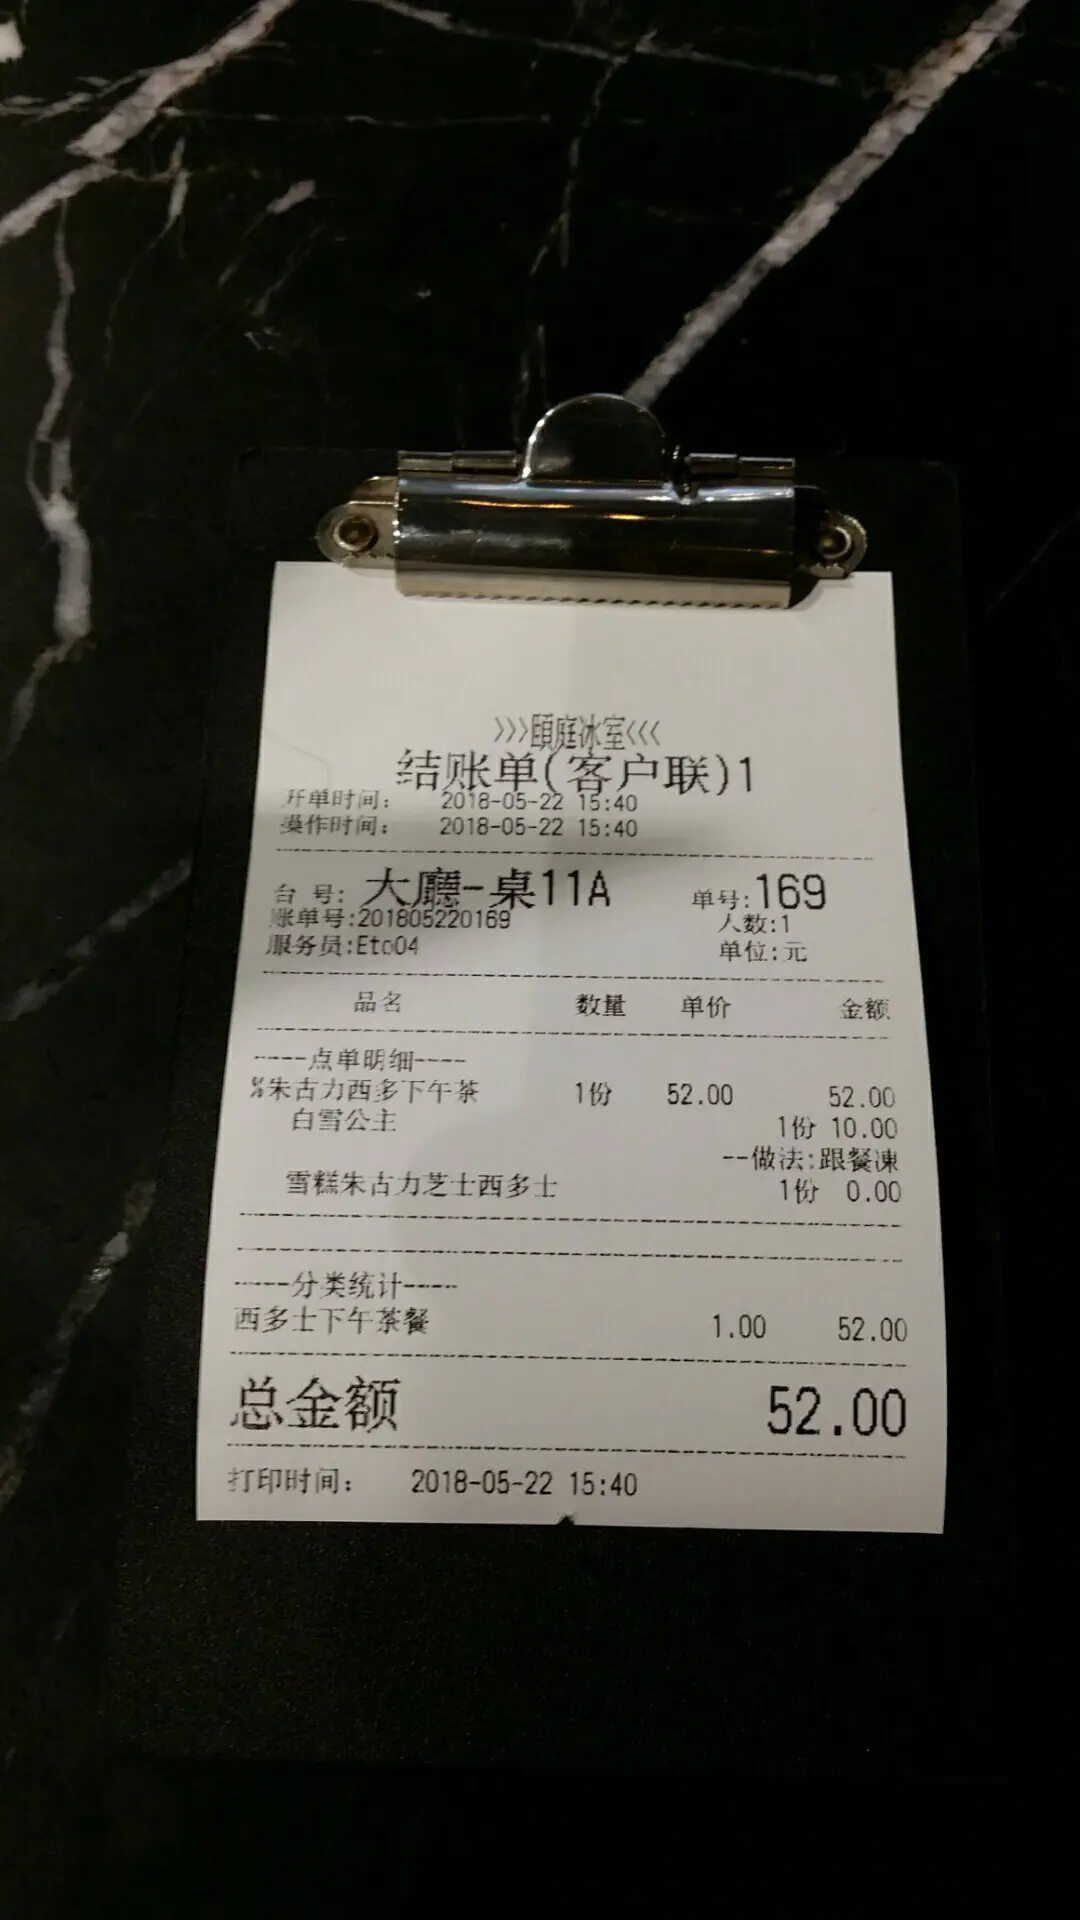 >>>頤庭冰室<<<
结账单(客户联)1
开单时间: 2018-05-22 15:40
操作时间: 2018-05-22 15:40
台 号: 大廳-桌11A 单号:169
账单号:201805220169 人数:1
服务员:Eto04 单位:元
品名 数量 单价 金额
----点单明细----
%朱古力西多下午茶 1份 52.00 52.00
白雪公主 1份 10.00
--做法:跟餐凍
雪糕朱古力芝士西多士 1份 0.00
-----分类统计-----
西多士下午茶餐 1.00 52.00
总金额 52.00
打印时间: 2018-05-22 15:40